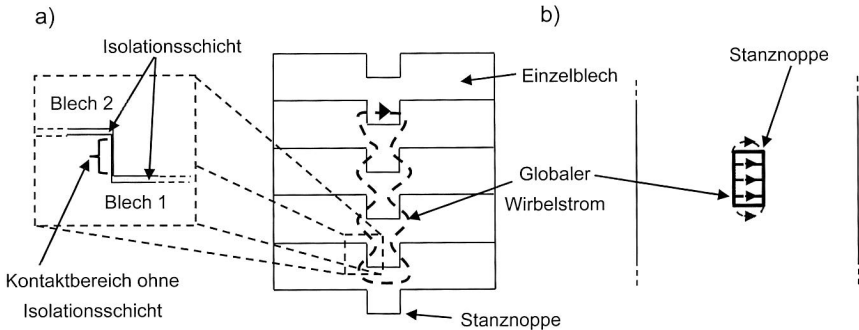 a)
Isolationsschicht
Blech 2
Blech 1
Kontaktbereich ohne
Isolationsschicht
Einzelblech
Globaler
Wirbelstrom
Stanznoppe
b)
Stanznoppe